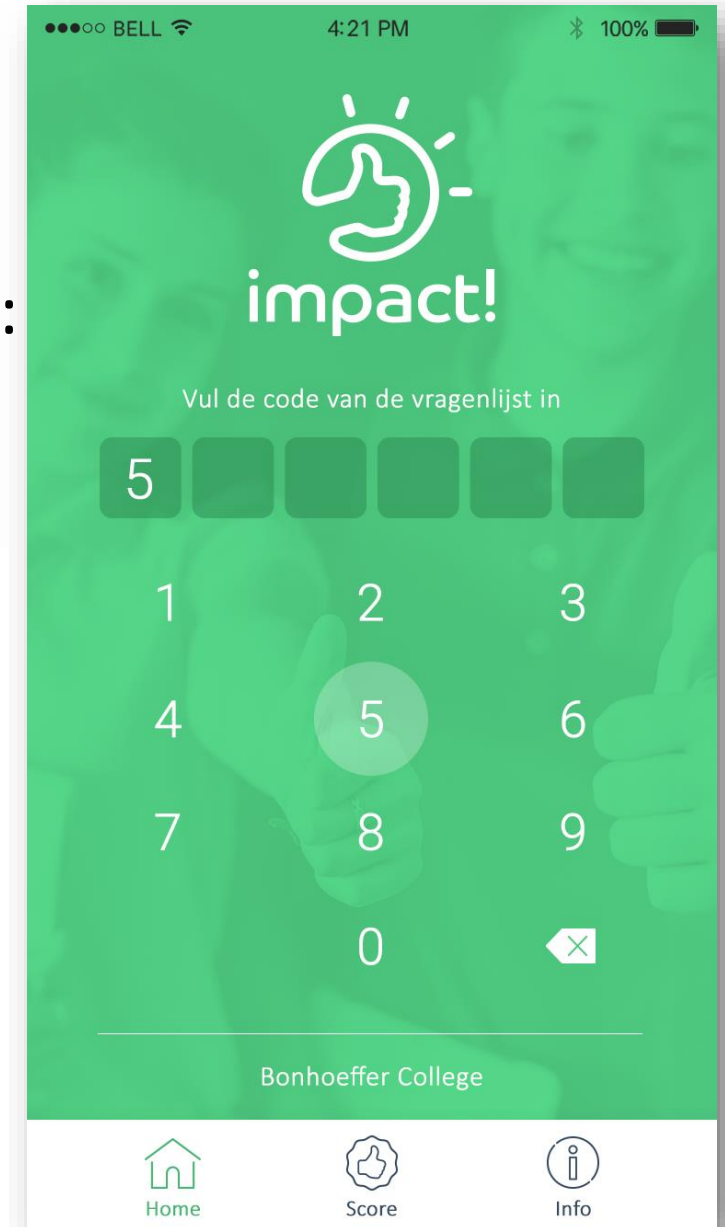 BELL 4:21 PM 100%
:
impact!
Vul de code van de vragenlijst in
5
1 2 3
4 5 6
7 8 9
0
Bonhoeffer College
Home Score Info